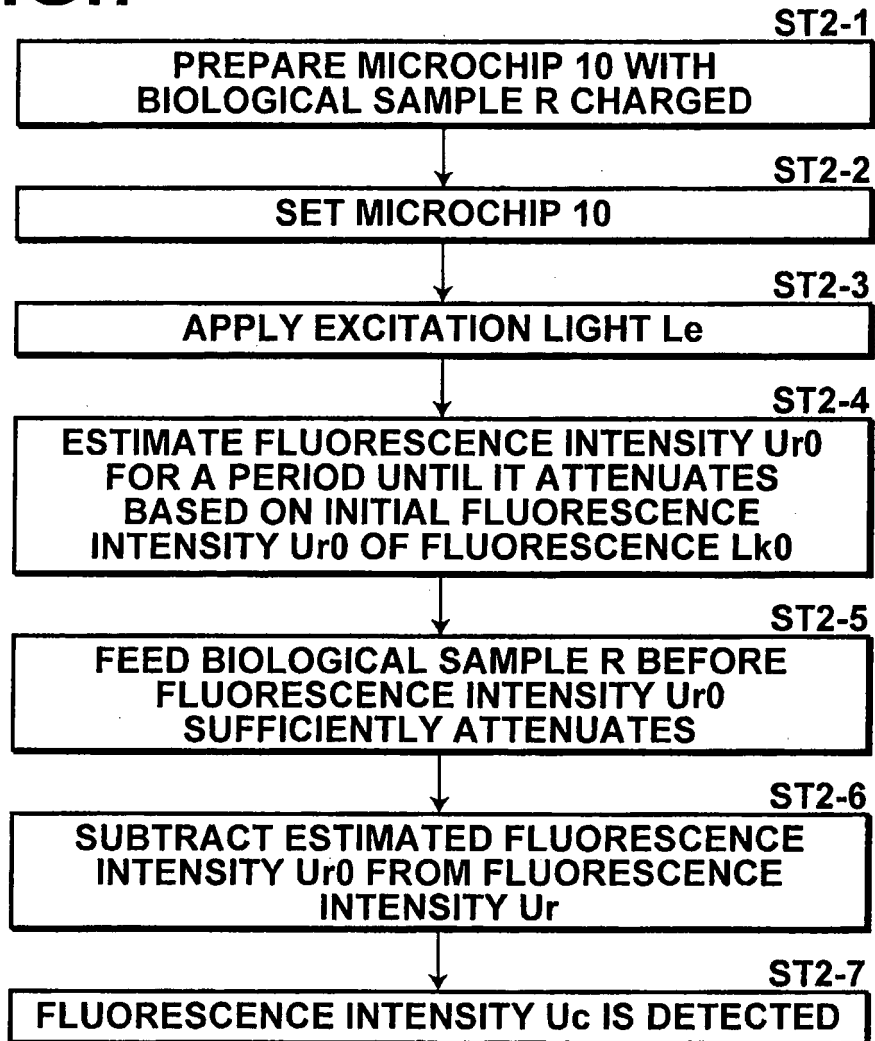 ST2-1
PREPARE MICROCHIP 10 WITH
BIOLOGICAL SAMPLE R CHARGED
ST2-2
SET MICROCHIP 10
ST2-3
APPLY EXCITATION LIGHT Le
ST2-4
ESTIMATE FLUORESCENCE INTENSITY Ur0
FOR A PERIOD UNTIL IT ATTENUATES
BASED ON INITIAL FLUORESCENCE
INTENSITY Ur0 OF FLUORESCENCE Lk0
ST2-5
FEED BIOLOGICAL SAMPLE R BEFORE
FLUORESCENCE INTENSITY Ur0
SUFFICIENTLY ATTENUATES
ST2-6
SUBTRACT ESTIMATED FLUORESCENCE
INTENSITY Ur0 FROM FLUORESCENCE
INTENSITY Ur
ST2-7
FLUORESCENCE INTENSITY Uc IS DETECTED